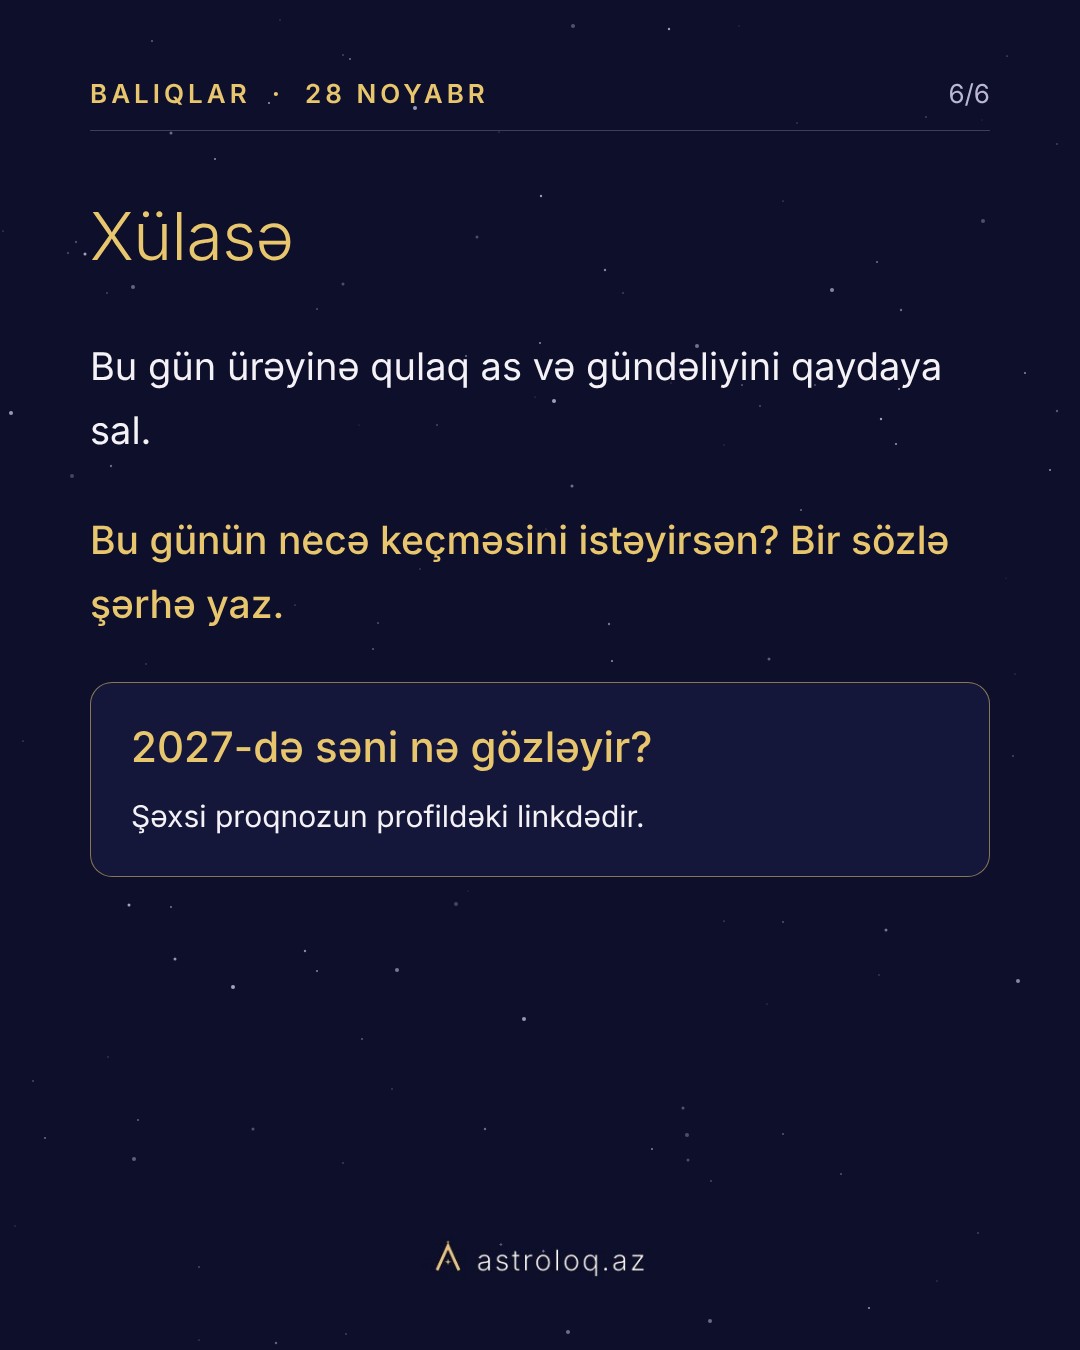 BALIQLAR · 28 NOYABR 6/6
Xülasə
Bu gün ürəyinə qulaq as və gündəliyini qaydaya
sal.
Bu günün necə keçməsini istəyirsən? Bir sözlə
şərhə yaz.
2027-də səni nə gözləyir?
Şəxsi proqnozun profildəki linkdədir.
astroloq.az